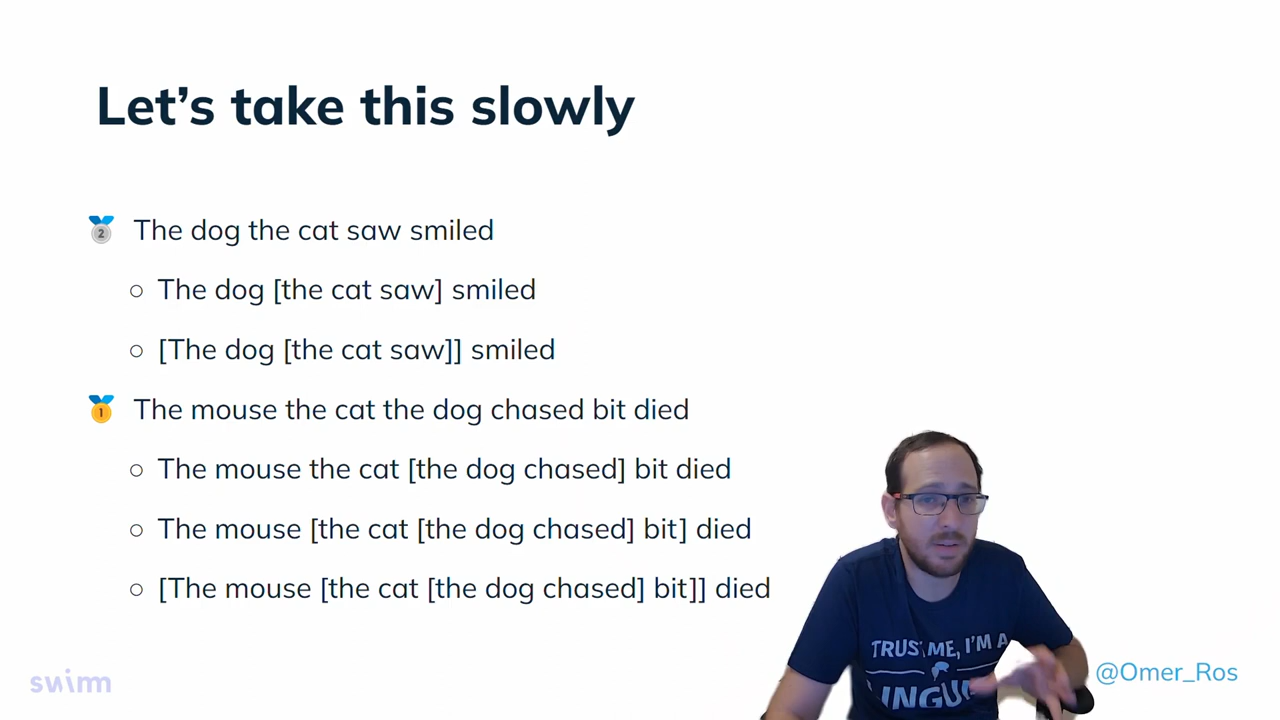 Let’s take this slowly
2 The dog the cat saw smiled
○ The dog [the cat saw] smiled
○ [The dog [the cat saw]] smiled
1 The mouse the cat the dog chased bit died
○ The mouse the cat [the dog chased] bit died
○ The mouse [the cat [the dog chased] bit] died
○ [The mouse [the cat [the dog chased] bit]] died
TRUST ME, I'M A
swimm
@Omer_Ros